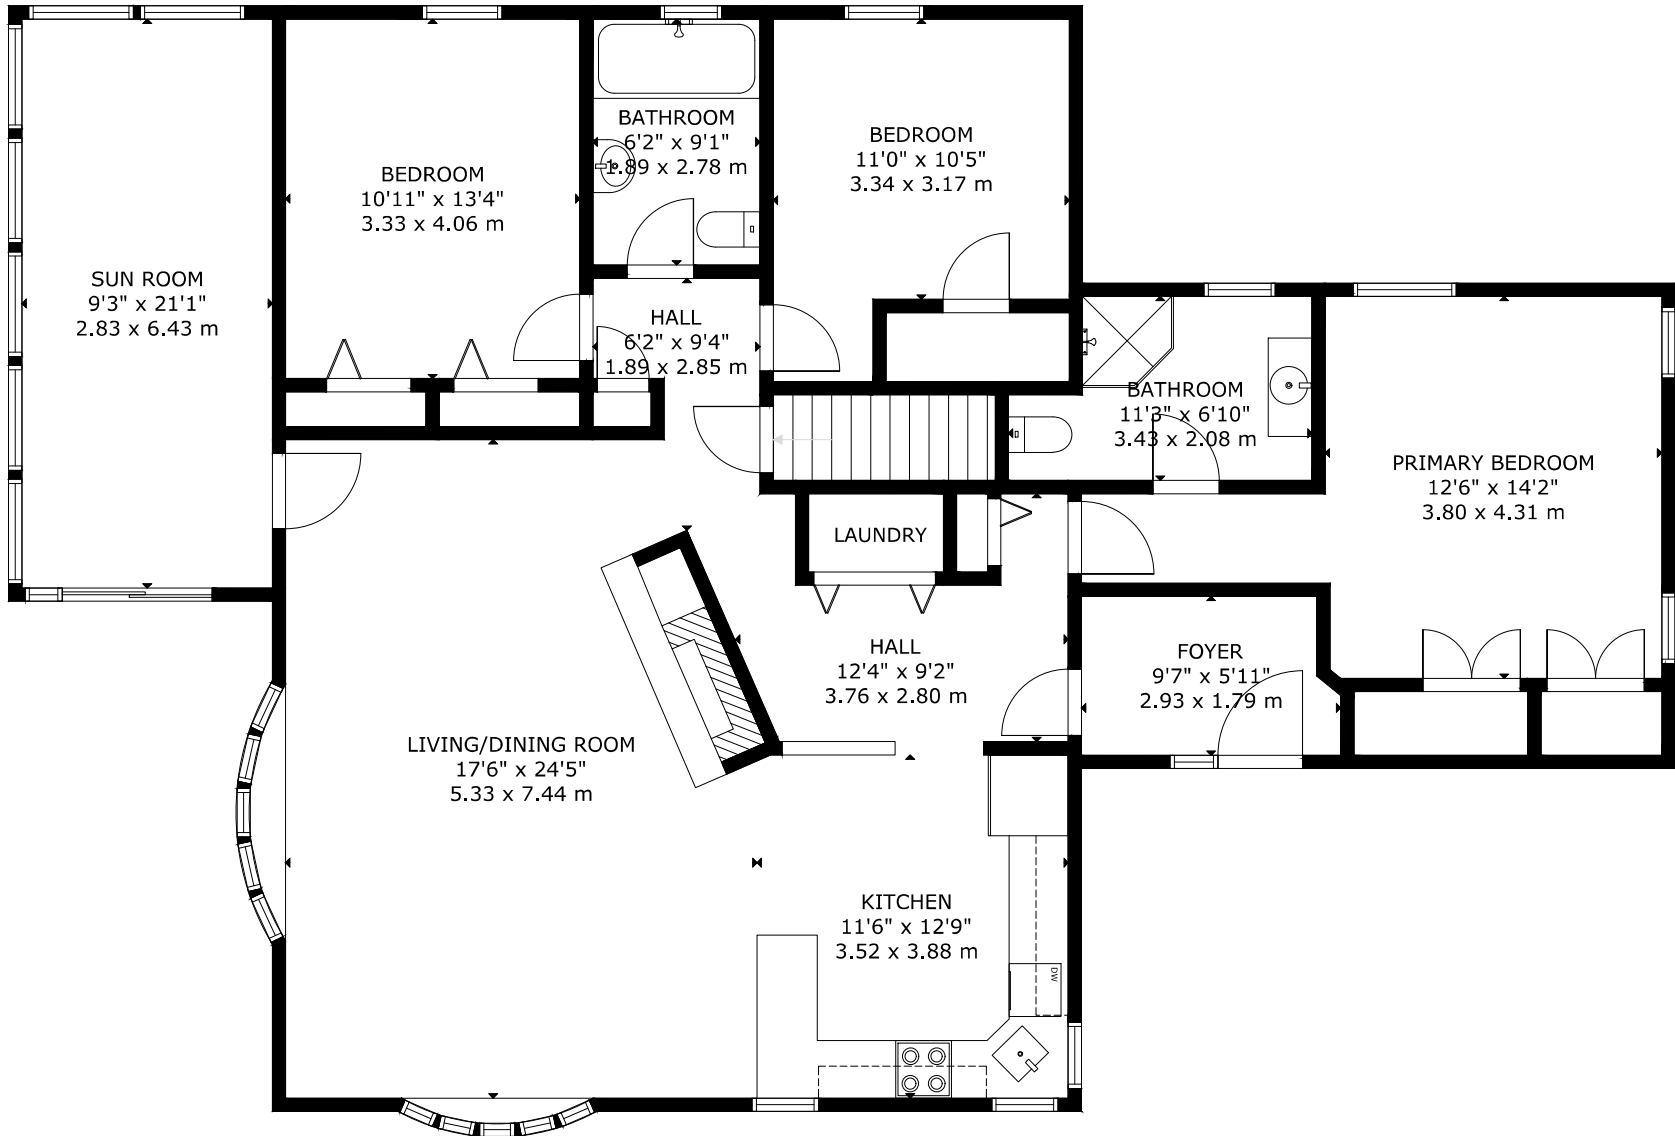 BATHROOM
6'2" x 9'1"
1.89 x 2.78 m
BEDROOM
11'0" x 10'5"
3.34 x 3.17 m
BEDROOM
10'11" x 13'4"
3.33 x 4.06 m
SUN ROOM
9'3" x 21'1"
2.83 x 6.43 m
HALL
6'2" x 9'4"
1.89 x 2.85 m
BATHROOM
11'3" x 6'10"
3.43 x 2.08 m
PRIMARY BEDROOM
12'6" x 14'2"
3.80 x 4.31 m
LAUNDRY
HALL
12'4" x 9'2"
3.76 x 2.80 m
FOYER
9'7" x 5'11"
2.93 x 1.79 m
LIVING/DINING ROOM
17'6" x 24'5"
5.33 x 7.44 m
KITCHEN
11'6" x 12'9"
3.52 x 3.88 m
DW